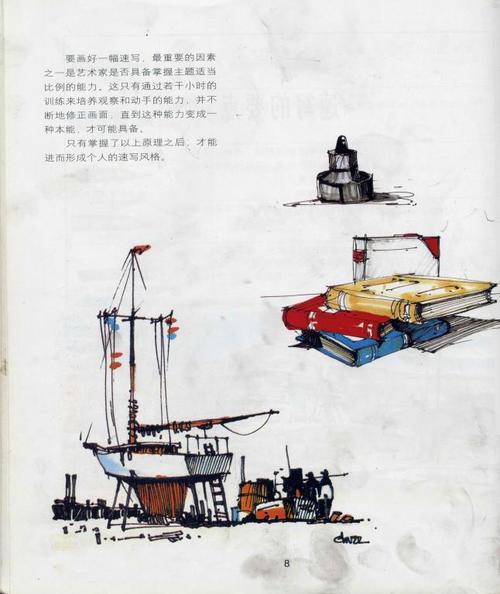 要画好一幅速写，最重要的因素
之一是艺术家是否具备掌握主题适当
比例的能力。这只有通过若干小时的
训练来培养观察和动手的能力，并不
断地修正画面，直到这种能力变成一
种本能，才可能具备。
只有掌握了以上原理之后，才能
进而形成个人的速写风格。
8